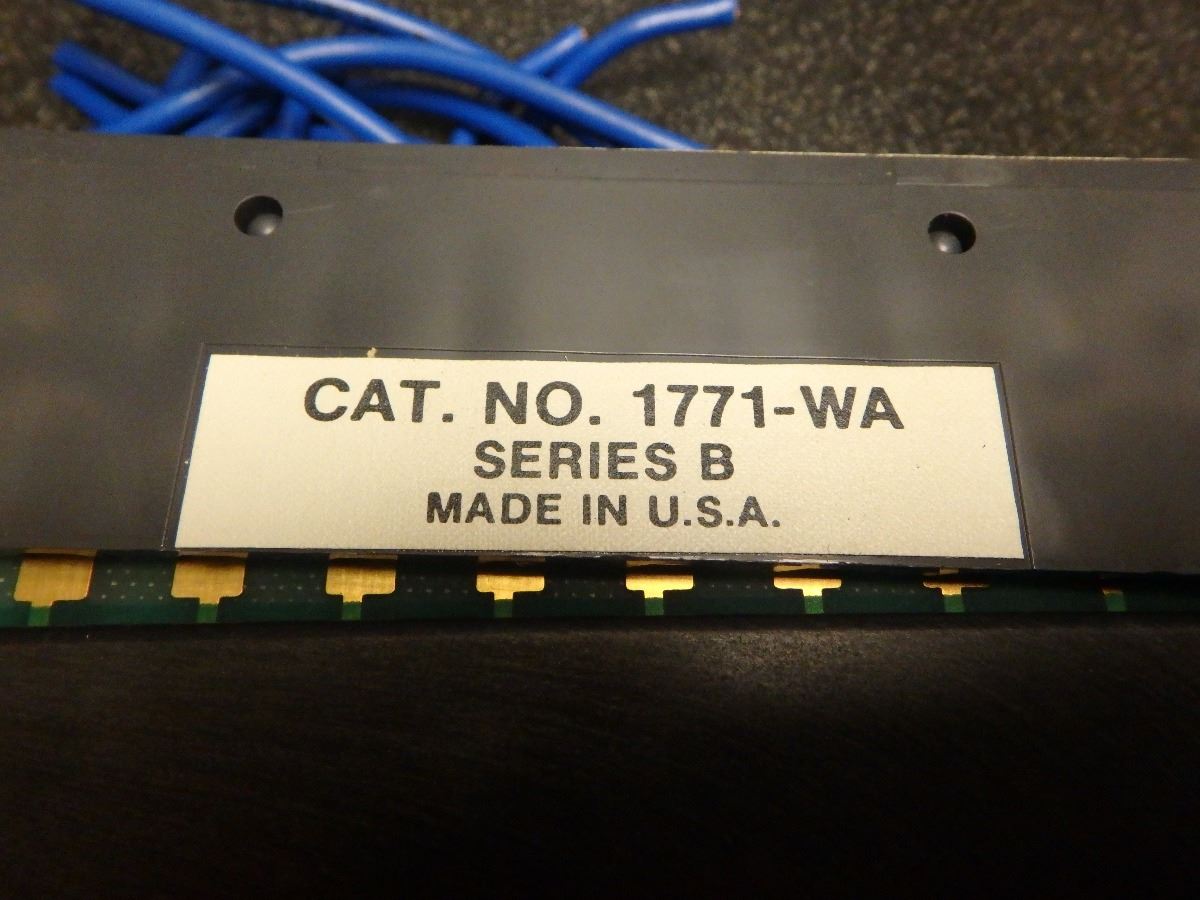 CAT. NO. 1771-WA
SERIES B
MADE IN U.S.A.